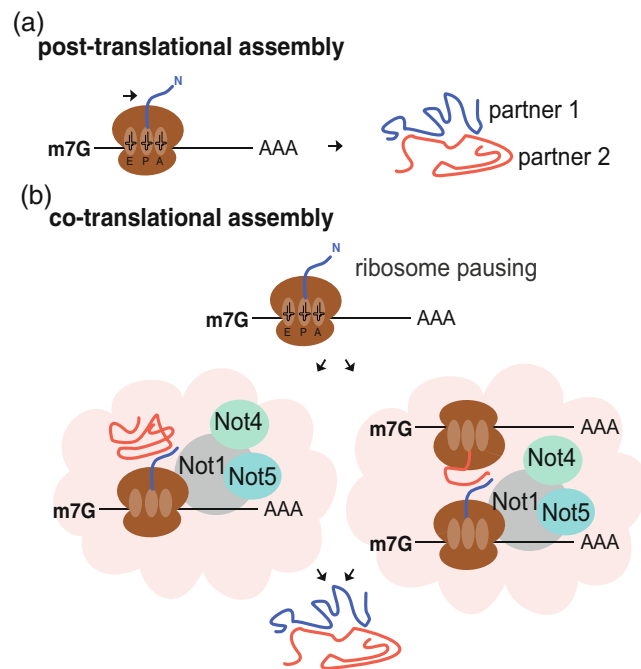 (a)
post-translational assembly
N
m7G
E P A
AAA
partner 1
partner 2
(b)
co-translational assembly
N
ribosome pausing
m7G
E P A
AAA
Not4
Not1
Not5
m7G
AAA
m7G
AAA
Not4
Not1
Not5
m7G
AAA